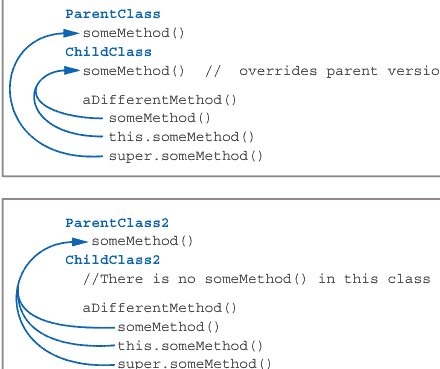 ParentClass
someMethod()
ChildClass
someMethod() // overrides parent versio
aDifferentMethod()
someMethod()
this.someMethod()
super.someMethod()
ParentClass2
someMethod()
ChildClass2
//There is no someMethod() in this class
aDifferentMethod()
someMethod()
this.someMethod()
super.someMethod()